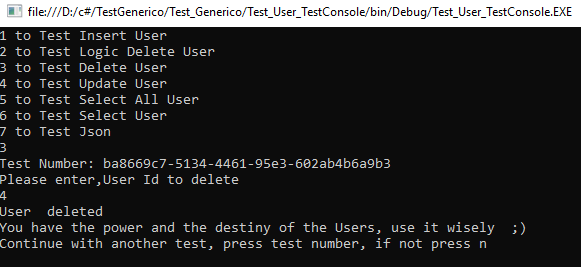 file:///D:/c#/TestGenerico/Test_Generico/Test_User_TestConsole/bin/Debug/Test_User_TestConsole.EXE
1 to Test Insert User
2 to Test Logic Delete User
3 to Test Delete User
4 to Test Update User
5 to Test Select All User
6 to Test Select User
7 to Test Json
3
Test Number: ba8669c7-5134-4461-95e3-602ab4b6a9b3
Please enter,User Id to delete
4
User  deleted
You have the power and the destiny of the Users, use it wisely  ;)
Continue with another test, press test number, if not press n